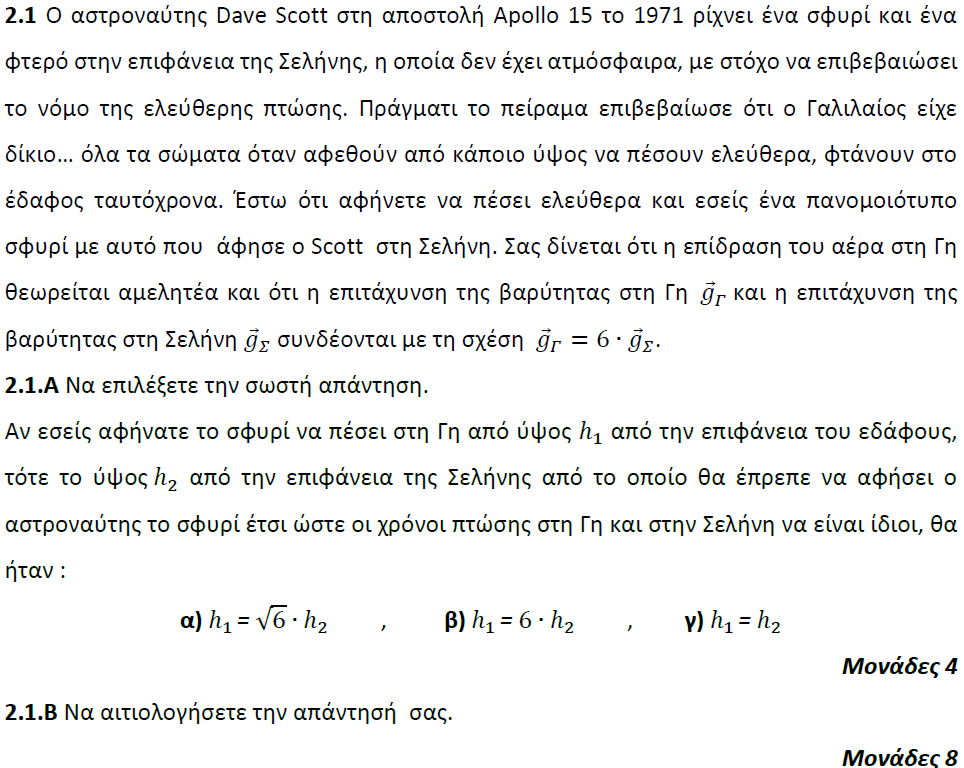 2.1 Ο αστροναύτης Dave Scott στη αποστολή Apollo 15 το 1971 ρίχνει ένα σφυρί και ένα
φτερό στην επιφάνεια της Σελήνης, η οποία δεν έχει ατμόσφαιρα, με στόχο να επιβεβαιώσει
το νόμο της ελεύθερης πτώσης. Πράγματι το πείραμα επιβεβαίωσε ότι ο Γαλιλαίος είχε
δίκιο... όλα τα σώματα όταν αφεθούν από κάποιο ύψος να πέσουν ελεύθερα, φτάνουν στο
έδαφος ταυτόχρονα. Έστω ότι αφήνετε να πέσει ελεύθερα και εσείς ένα πανομοιότυπο
σφυρί με αυτό που άφησε ο Scott στη Σελήνη. Σας δίνεται ότι η επίδραση του αέρα στη Γη
θεωρείται αμελητέα και ότι η επιτάχυνση της βαρύτητας στη Γη $\vec{g}_Γ$ και η επιτάχυνση της
βαρύτητας στη Σελήνη $\vec{g}_Σ$ συνδέονται με τη σχέση $\vec{g}_Γ = 6 \cdot \vec{g}_Σ$.
2.1.Α Να επιλέξετε την σωστή απάντηση.
Αν εσείς αφήνατε το σφυρί να πέσει στη Γη από ύψος $h_1$ από την επιφάνεια του εδάφους,
τότε το ύψος $h_2$ από την επιφάνεια της Σελήνης από το οποίο θα έπρεπε να αφήσει ο
αστροναύτης το σφυρί έτσι ώστε οι χρόνοι πτώσης στη Γη και στην Σελήνη να είναι ίδιοι, θα
ήταν :
α) $h_1 = \sqrt{6} \cdot h_2$ , β) $h_1 = 6 \cdot h_2$ , γ) $h_1 = h_2$
Μονάδες 4
2.1.Β Να αιτιολογήσετε την απάντησή σας.
Μονάδες 8